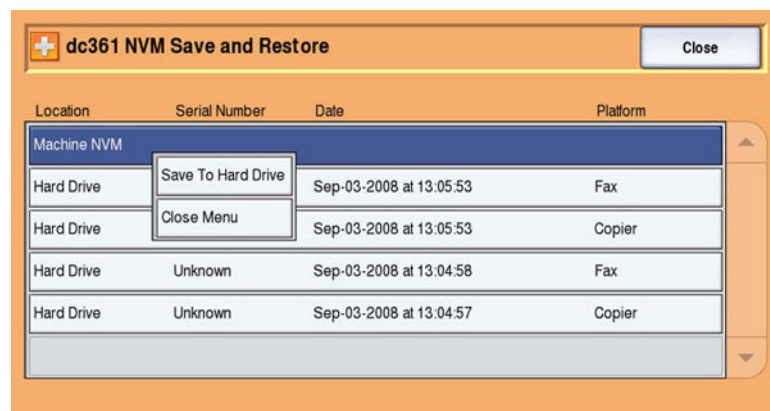 dc361 NVM Save and Restore
Close
Location Serial Number Date Platform
Machine NVM
Save To Hard Drive
Close Menu
Hard Drive Sep-03-2008 at 13:05:53 Fax
Hard Drive Sep-03-2008 at 13:05:53 Copier
Hard Drive Unknown Sep-03-2008 at 13:04:58 Fax
Hard Drive Unknown Sep-03-2008 at 13:04:57 Copier